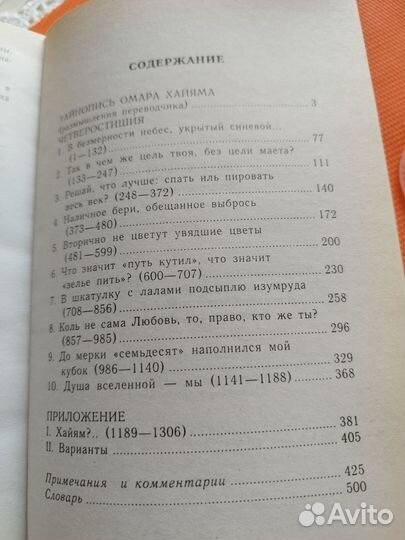 СОДЕРЖАНИЕ
ТАЙНОПИСЬ ОМАРА ХАЙЯМА
(размышления переводчика) 3
ЧЕТВЕРОСТИШИЯ
1. В безмерности небес, укрытый синевой...
(1—132) 77
2. Так в чем же цель твоя, без цели маета?
(133—247) 111
3. Решай, что лучше: спать иль пировать
весь век? (248—372) 140
4. Наличное бери, обещанное выбрось
(373—480) 172
5. Вторично не цветут увядшие цветы
(481—599) 200
6. Что значит «путь кутил», что значит
«зелье пить»? (600—707) 230
7. В шкатулку с лалами подсыплю изумруда
(708—856) 258
8. Коль не сама Любовь, то, право, кто же ты?
(857—985) 296
9. До мерки «семьдесят» наполнился мой
кубок (986—1140) 329
10. Душа вселенной — мы (1141—1188) 368
ПРИЛОЖЕНИЕ
I. Хайям?.. (1189—1306) 381
II. Варианты 405
Примечания и комментарии 425
Словарь 500
Avito